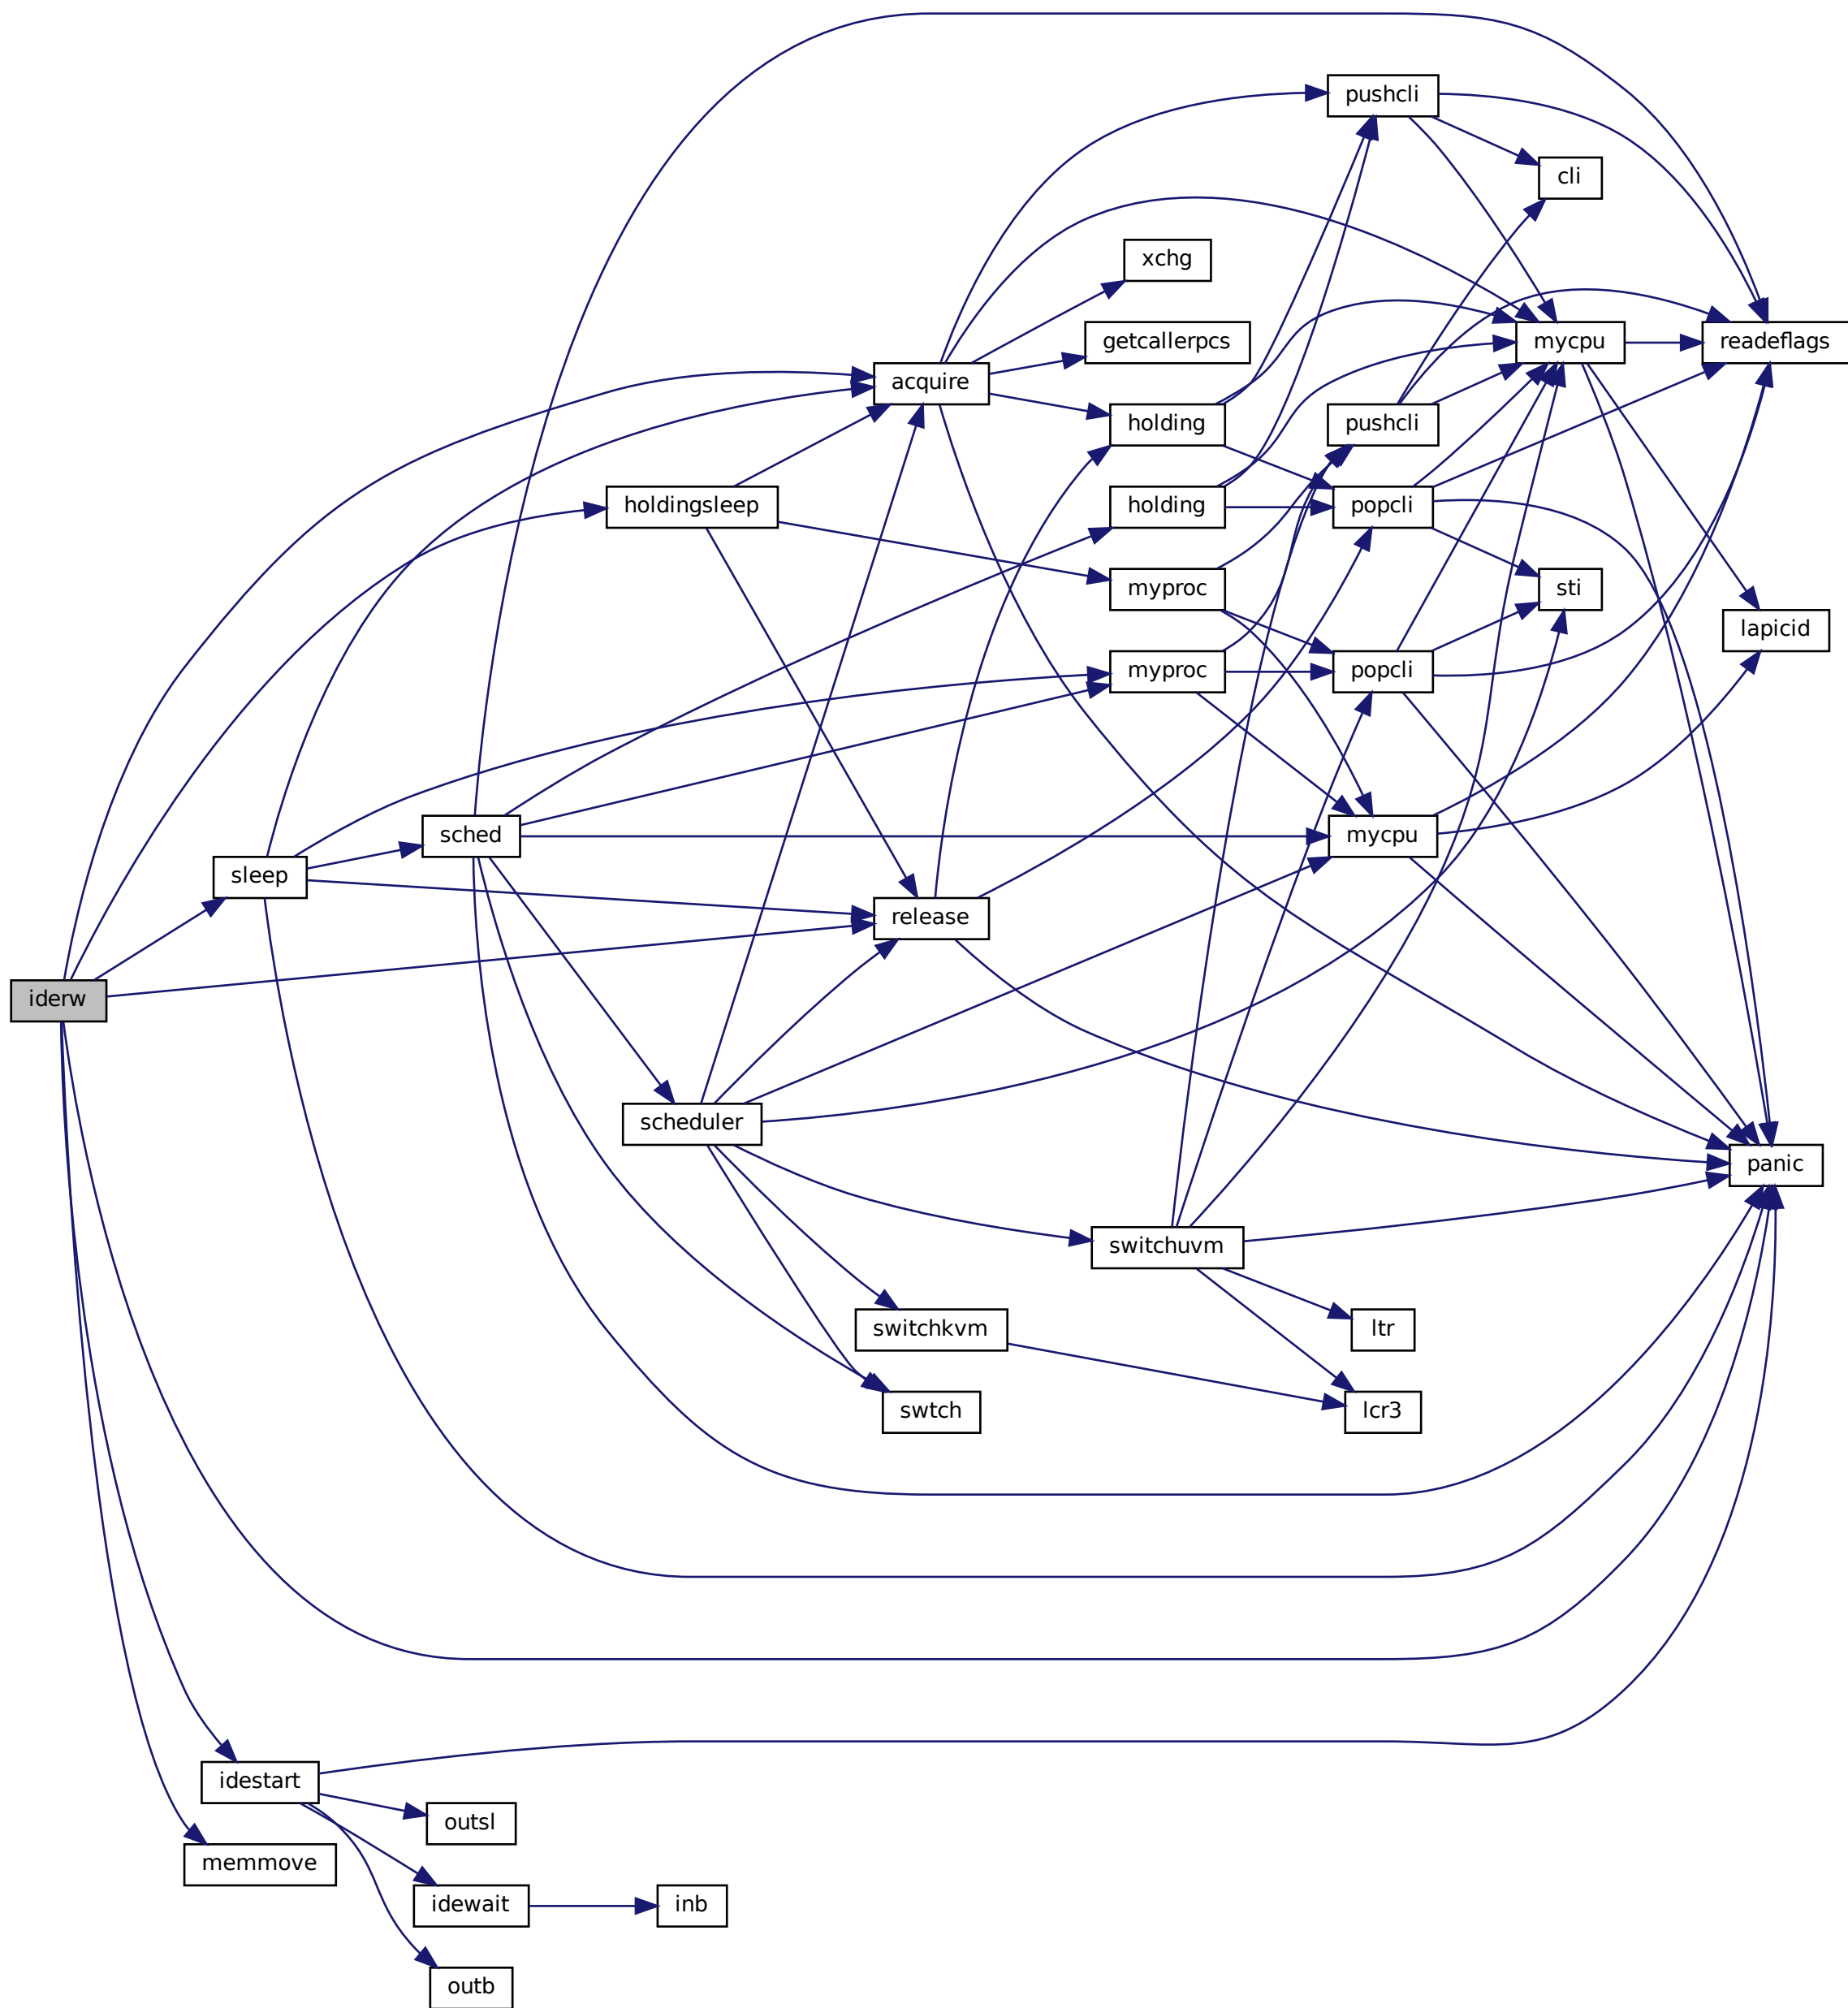 pushcli
cli
xchg
getcallerpcs
mycpu
readeflags
acquire
holding
pushcli
holdingsleep
holding
popcli
myproc
sti
lapicid
myproc
popcli
sched
mycpu
sleep
release
iderw
scheduler
panic
switchuvm
switchkvm
ltr
swtch
lcr3
idestart
outsl
memmove
idewait
inb
outb